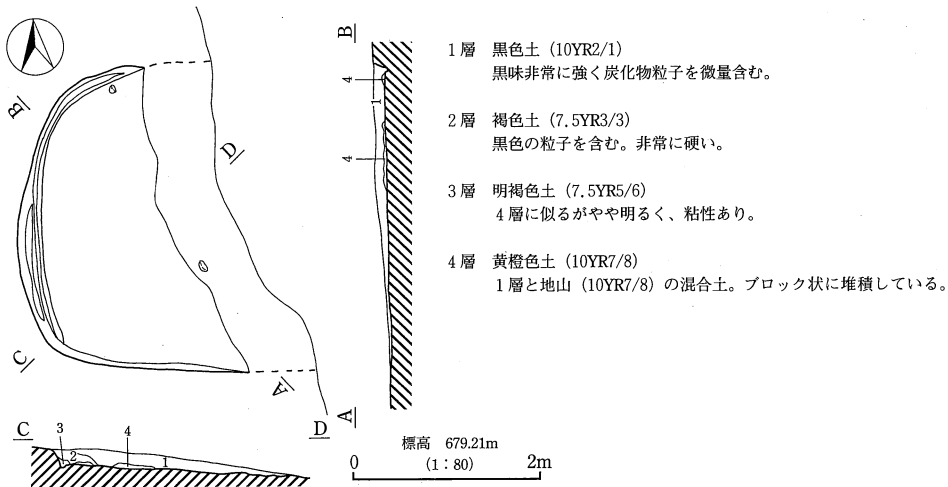 1層 黒色土（10YR2/1）
黒味非常に強く炭化物粒子を微量含む。
2層 褐色土（7.5YR3/3）
黒色の粒子を含む。非常に硬い。
3層 明褐色土（7.5YR5/6）
4層に似るがやや明るく、粘性あり。
4層 黄橙色土（10YR7/8）
1層と地山（10YR7/8）の混合土。ブロック状に堆積している。
B
D
C
A
B
4
1
4
A
C
3
2
4
1
D
標高 679.21m
0 （1：80） 2m